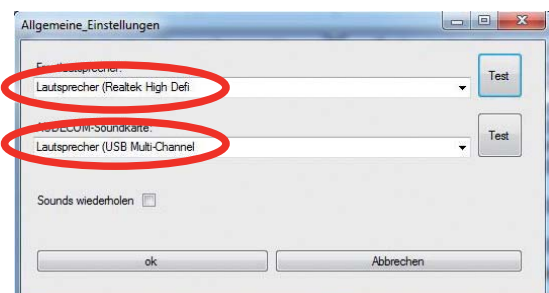 Allgemeine_Einstellungen
Lautsprecher (Realtek High Defi
Test
Lautsprecher (USB Multi-Channel
Test
Sounds wiederholen
ok
Abbrechen